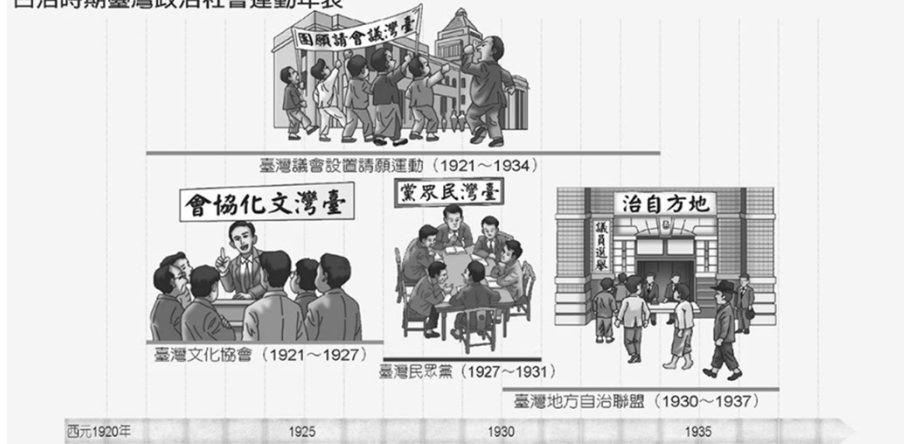 日治時期臺灣政治社會運動年表
團願請會議灣臺
臺灣議會設置請願運動（1921～1934）
會協化文灣臺
黨眾民灣臺
治自方地
議員選舉
臺灣文化協會（1921～1927）
臺灣民眾黨（1927～1931）
臺灣地方自治聯盟（1930～1937）
西元1920年
1925
1930
1935